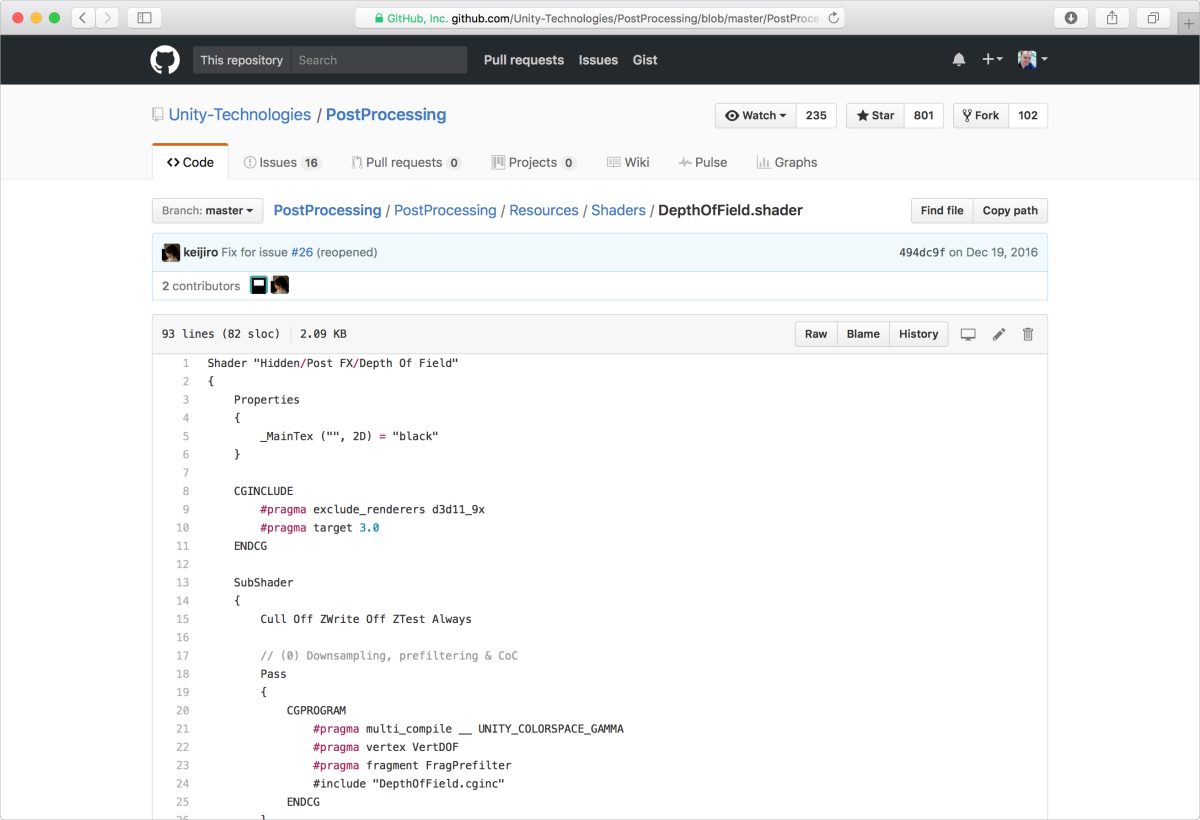 GitHub, Inc. github.com/Unity-Technologies/PostProcessing/blob/master/PostProce
This repository Search Pull requests Issues Gist
Unity-Technologies / PostProcessing Watch 235 Star 801 Fork 102
Code Issues 16 Pull requests 0 Projects 0 Wiki Pulse Graphs
Branch: master PostProcessing / PostProcessing / Resources / Shaders / DepthOfField.shader Find file Copy path
keijiro Fix for issue #26 (reopened) 494dc9f on Dec 19, 2016
2 contributors
93 lines (82 sloc) 2.09 KB Raw Blame History
1 Shader "Hidden/Post FX/Depth Of Field"
2 {
3 Properties
4 {
5 _MainTex ("", 2D) = "black"
6 }
7
8 CGINCLUDE
9 #pragma exclude_renderers d3d11_9x
10 #pragma target 3.0
11 ENDCG
12
13 SubShader
14 {
15 Cull Off ZWrite Off ZTest Always
16
17 // (0) Downsampling, prefiltering & CoC
18 Pass
19 {
20 CGPROGRAM
21 #pragma multi_compile __ UNITY_COLORSPACE_GAMMA
22 #pragma vertex VertDOF
23 #pragma fragment FragPrefilter
24 #include "DepthOfField.cginc"
25 ENDCG
26 }